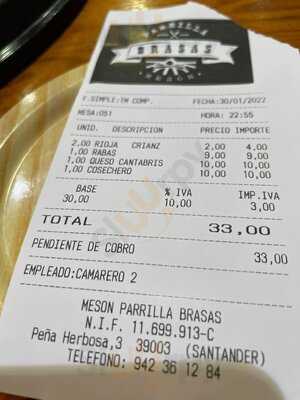 PARRILLA
BRASAS
MESON
F.SIMPLE:TW COMP. FECHA:30/01/2022
MESA:051 HORA: 22:55
UNID. DESCRIPCION PRECIO IMPORTE
2,00 RIOJA CRIANZ 2,00 4,00
1,00 RABAS 9,00 9,00
1,00 QUESO CANTABRIS 10,00 10,00
1,00 COSECHERO 10,00 10,00
BASE % IVA IMP.IVA
30,00 10,00 3,00
TOTAL 33,00
PENDIENTE DE COBRO 33,00
EMPLEADO:CAMARERO 2
MESON PARRILLA BRASAS
N.I.F. 11.699.913-C
Peña Herbosa,3 39003 (SANTANDER)
TELEFONO: 942 36 12 84